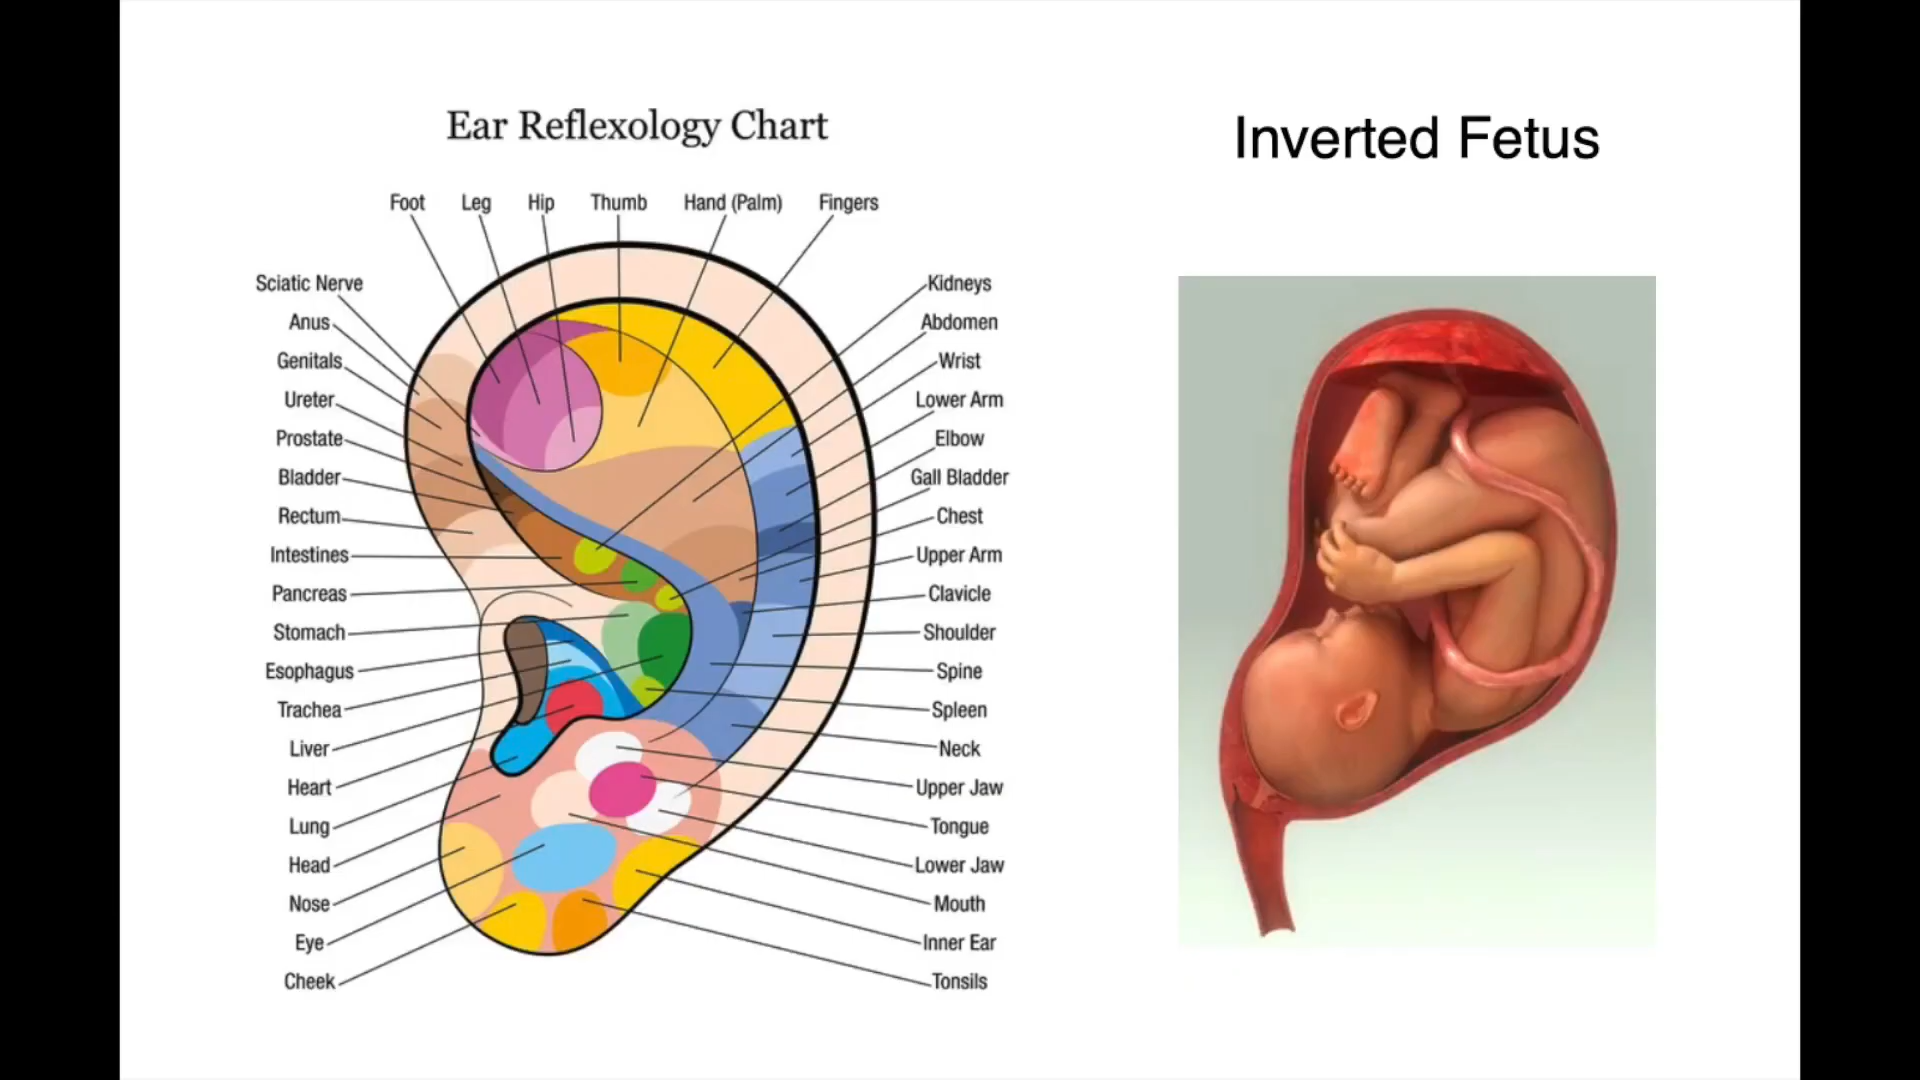 Ear Reflexology Chart
Inverted Fetus
Foot
Leg
Hip
Thumb
Hand (Palm)
Fingers
Sciatic Nerve
Anus
Genitals
Ureter
Prostate
Bladder
Rectum
Intestines
Pancreas
Stomach
Esophagus
Trachea
Liver
Heart
Lung
Head
Nose
Eye
Cheek
Kidneys
Abdomen
Wrist
Lower Arm
Elbow
Gall Bladder
Chest
Upper Arm
Clavicle
Shoulder
Spine
Spleen
Neck
Upper Jaw
Tongue
Lower Jaw
Mouth
Inner Ear
Tonsils